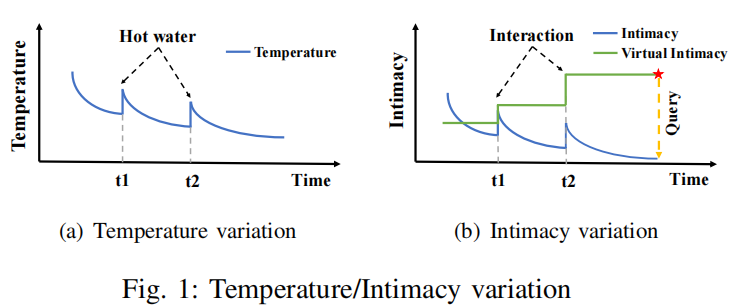 Hot water
Temperature
Temperature
t1
t2
Time
(a) Temperature variation
Interaction
Intimacy
Virtual Intimacy
Intimacy
Query
t1
t2
Time
(b) Intimacy variation
Fig. 1: Temperature/Intimacy variation